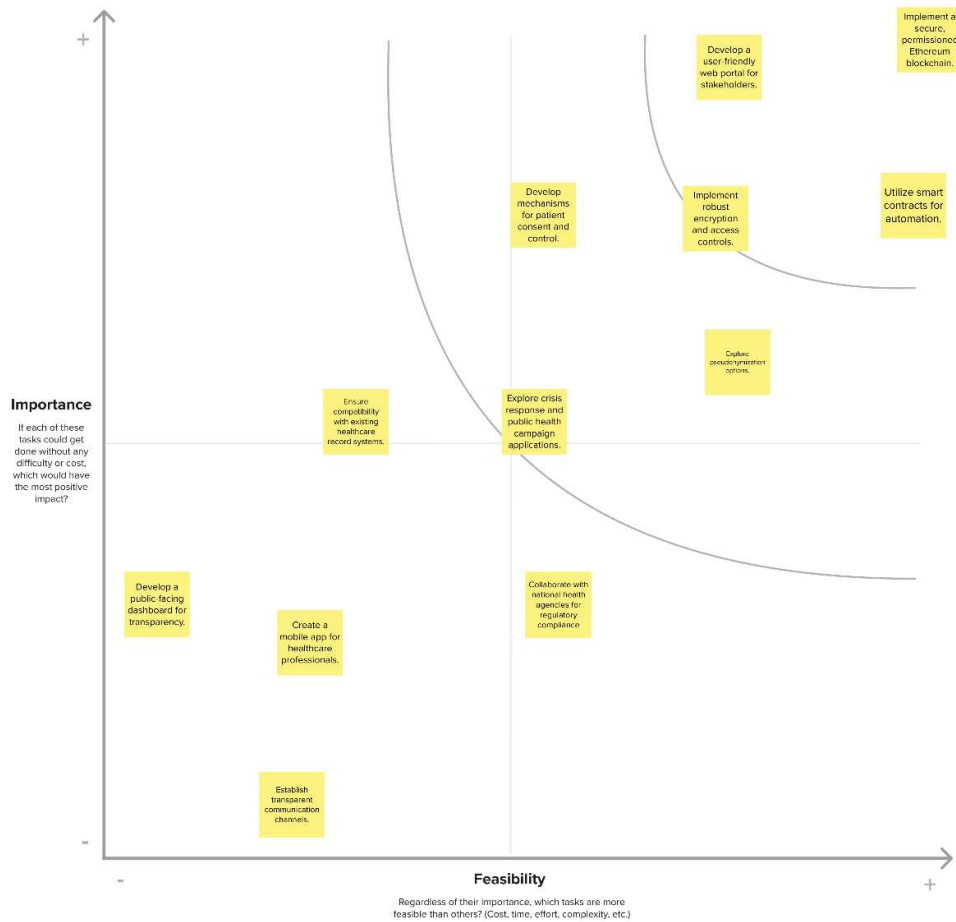 +
Implement a
secure,
permissioned
Ethereum
blockchain.
Develop a
user-friendly
web portal for
stakeholders.
Develop
mechanisms
for patient
consent and
control.
Implement
robust
encryption
and access
controls.
Utilize smart
contracts for
automation.
Explore
pseudonymization
options.
Importance
If each of these
tasks could get
done without any
difficulty or cost,
which would have
the most positive
impact?
Ensure
compatibility
with existing
healthcare
record systems.
Explore crisis
response and
public health
campaign
applications.
Develop a
public-facing
dashboard for
transparency.
Create a
mobile app for
healthcare
professionals.
Collaborate with
national health
agencies for
regulatory
compliance
Establish
transparent
communication
channels.
-
-
Feasibility
+
Regardless of their importance, which tasks are more
feasible than others? (Cost, time, effort, complexity, etc.)